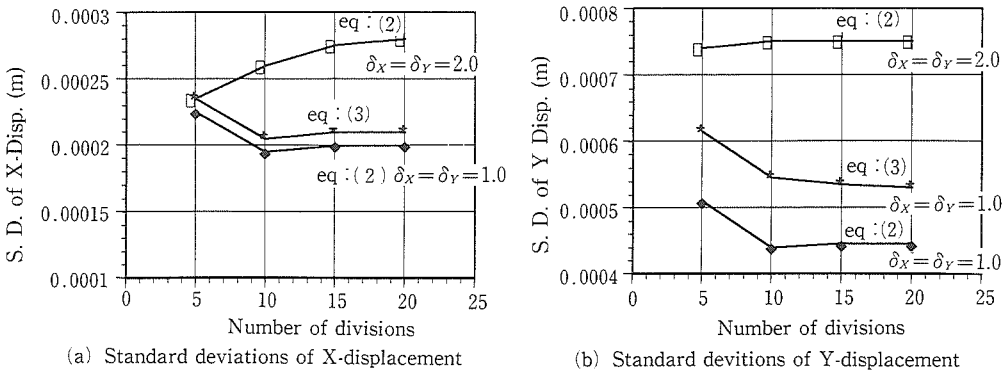 0.0003
eq : (2)
δX=δY=2.0
0.00025
eq : (3)
0.0002
eq : (2) δX=δY=1.0
0.00015
0.0001
0 5 10 15 20 25
S. D. of X-Disp. (m)
Number of divisions
(a) Standard deviations of X-displacement
0.0008
eq : (2)
δX=δY=2.0
0.0007
0.0006
eq : (3)
δX=δY=1.0
0.0005
eq : (2)
δX=δY=1.0
0.0004
0 5 10 15 20 25
S. D. of Y Disp. (m)
Number of divisions
(b) Standard devitions of Y-displacement